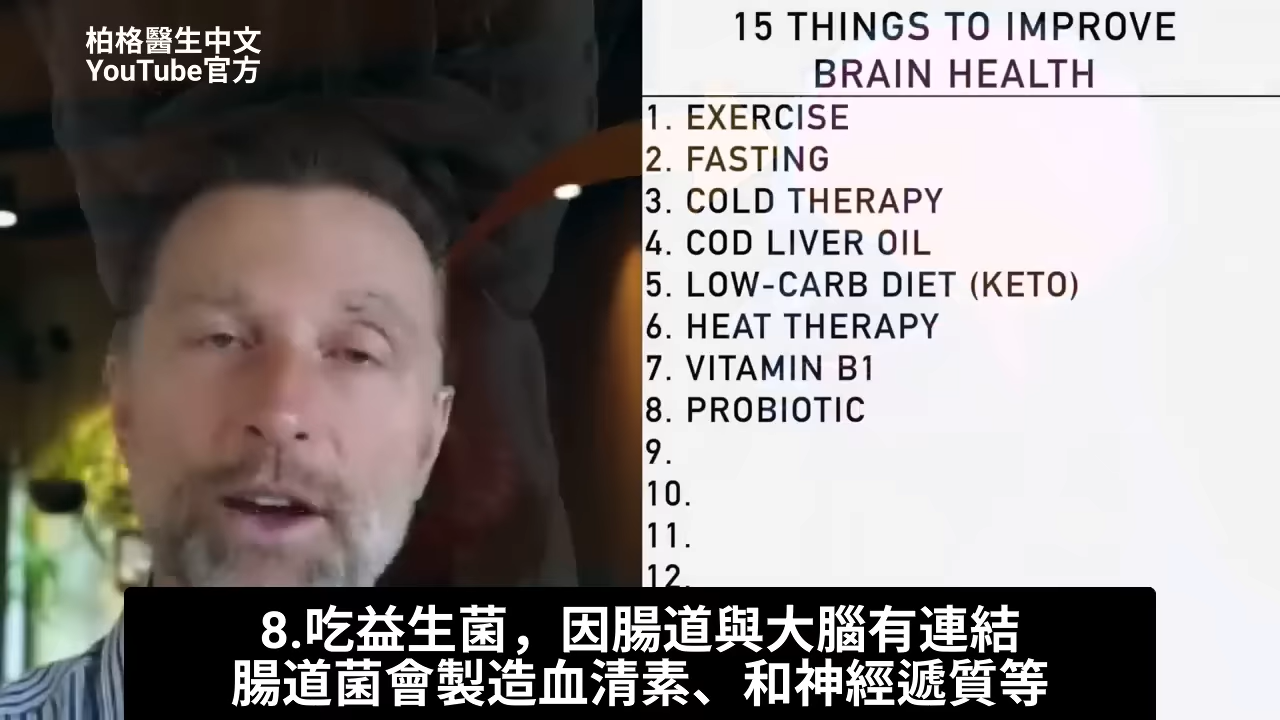 柏格醫生中文
YouTube官方
15 THINGS TO IMPROVE
BRAIN HEALTH
1. EXERCISE
2. FASTING
3. COLD THERAPY
4. COD LIVER OIL
5. LOW-CARB DIET (KETO)
6. HEAT THERAPY
7. VITAMIN B1
8. PROBIOTIC
9.
10.
11.
12.
8.吃益生菌，因腸道與大腦有連結
腸道菌會製造血清素、和神經遞質等